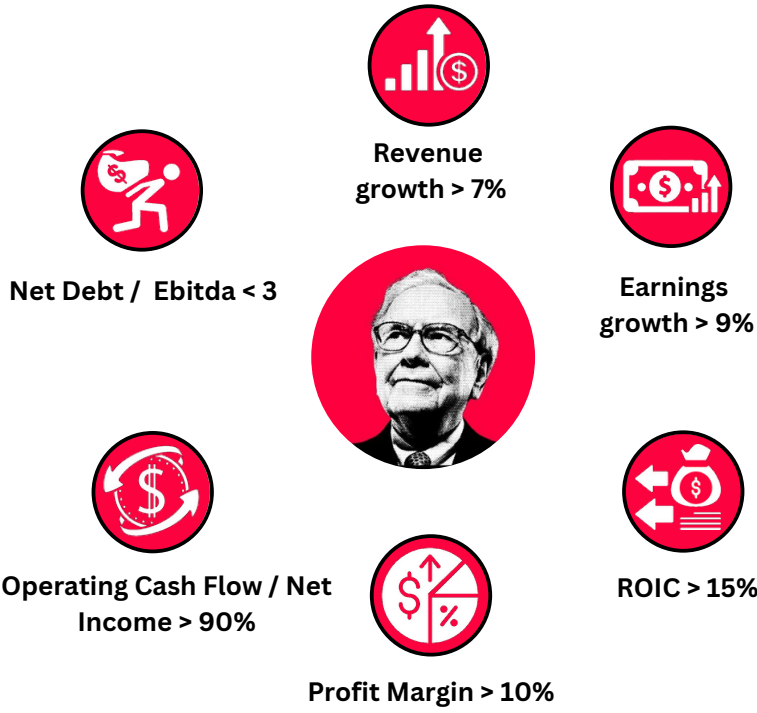 Revenue
growth > 7%
Net Debt / Ebitda < 3
Earnings
growth > 9%
Operating Cash Flow / Net
Income > 90%
ROIC > 15%
Profit Margin > 10%
$
$
$
$
$
$
%